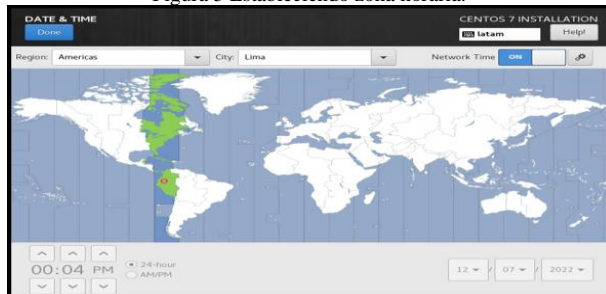 Figura 3 Estableciendo zona horaria.
DATE & TIME
CENTOS 7 INSTALLATION
Done
latam
Help!
Region: Americas City: Lima Network Time ON
00:04 PM
24-hour
AM/PM
12 / 07 / 2022